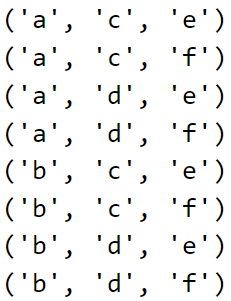 ('a', 'c', 'e')
('a', 'c', 'f')
('a', 'd', 'e')
('a', 'd', 'f')
('b', 'c', 'e')
('b', 'c', 'f')
('b', 'd', 'e')
('b', 'd', 'f')